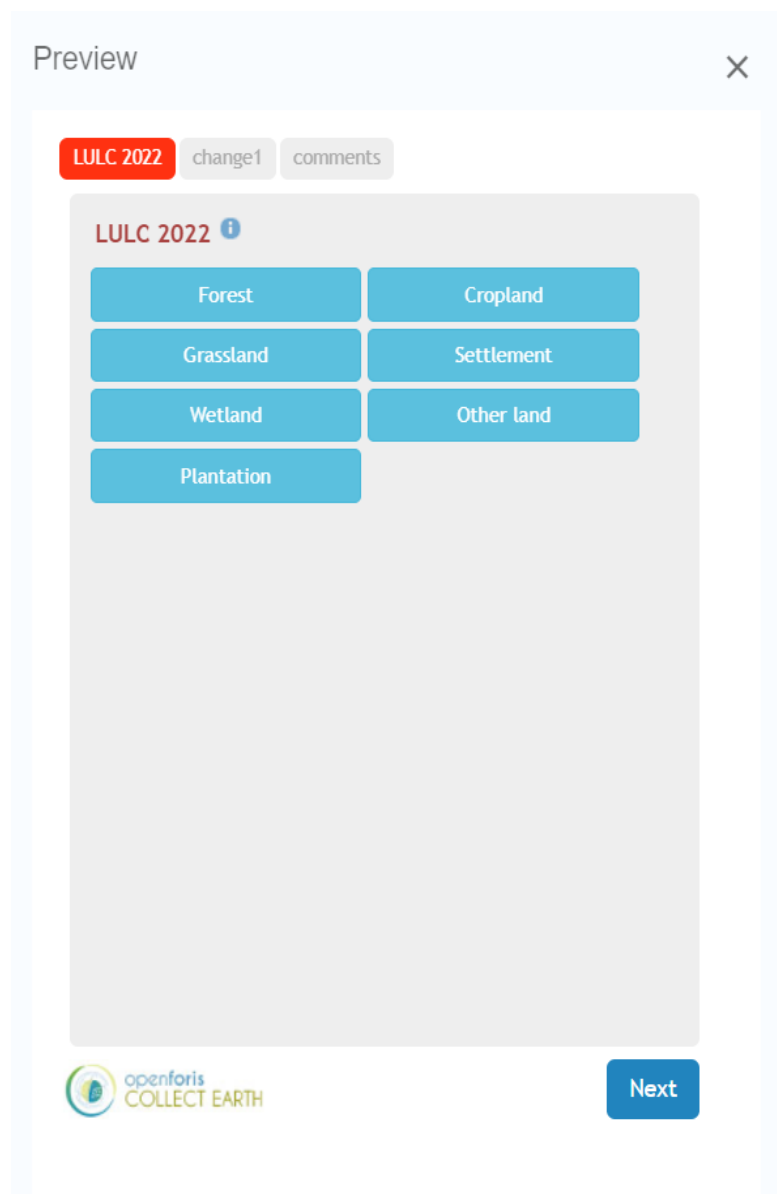 Preview
LULC 2022 change1 comments
LULC 2022
Forest Cropland
Grassland Settlement
Wetland Other land
Plantation
openforis
COLLECT EARTH
Next